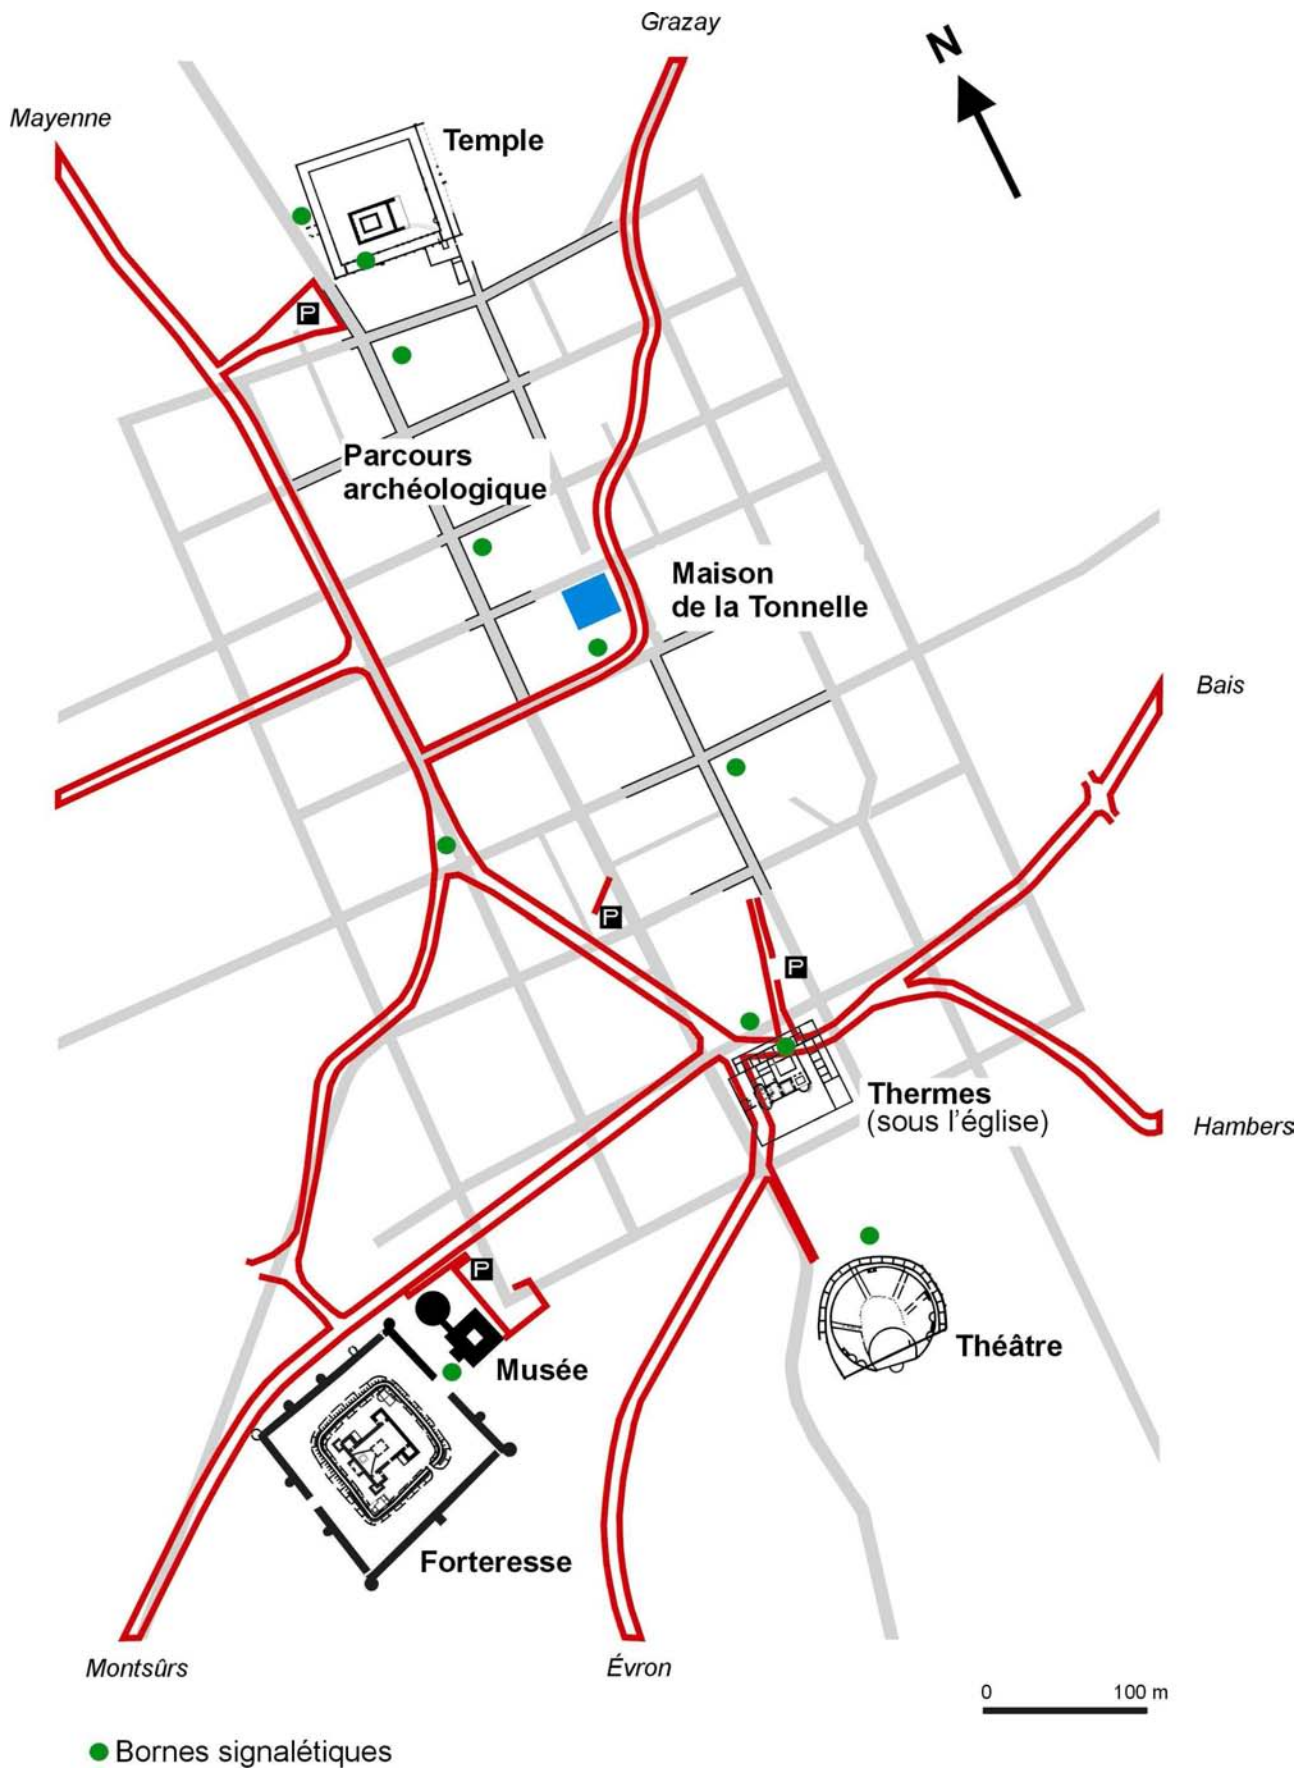 Grazay
N
Mayenne
Temple
P
Parcours
archéologique
Maison
de la Tonnelle
Bais
P
P
Thermes
(sous l'église)
Hambers
P
Théâtre
Musée
Forteresse
Montsûrs
Évron
0 100 m
Bornes signalétiques